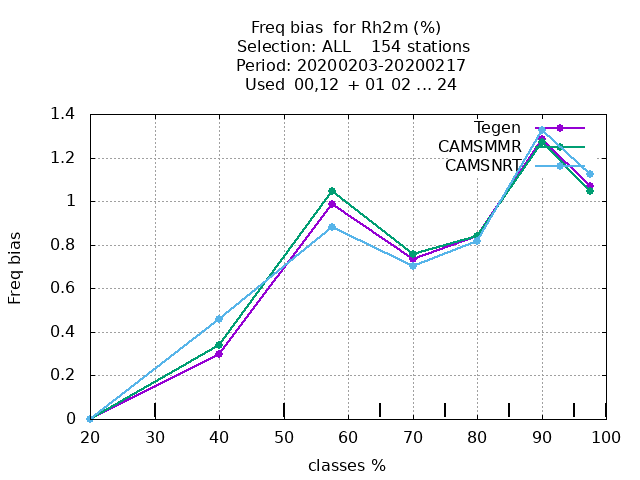 Freq bias  for Rh2m (%)
Selection: ALL    154 stations
Period: 20200203-20200217
Used  00,12  + 01 02 ... 24
Tegen
CAMSMMR
CAMSNRT
Freq bias
1.4
1.2
1
0.8
0.6
0.4
0.2
0
20 30 40 50 60 70 80 90 100
classes %